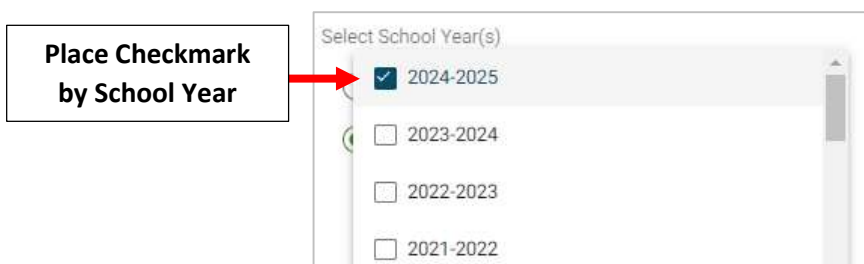 Place Checkmark
by School Year
Select School Year(s)
2024-2025
2023-2024
2022-2023
2021-2022